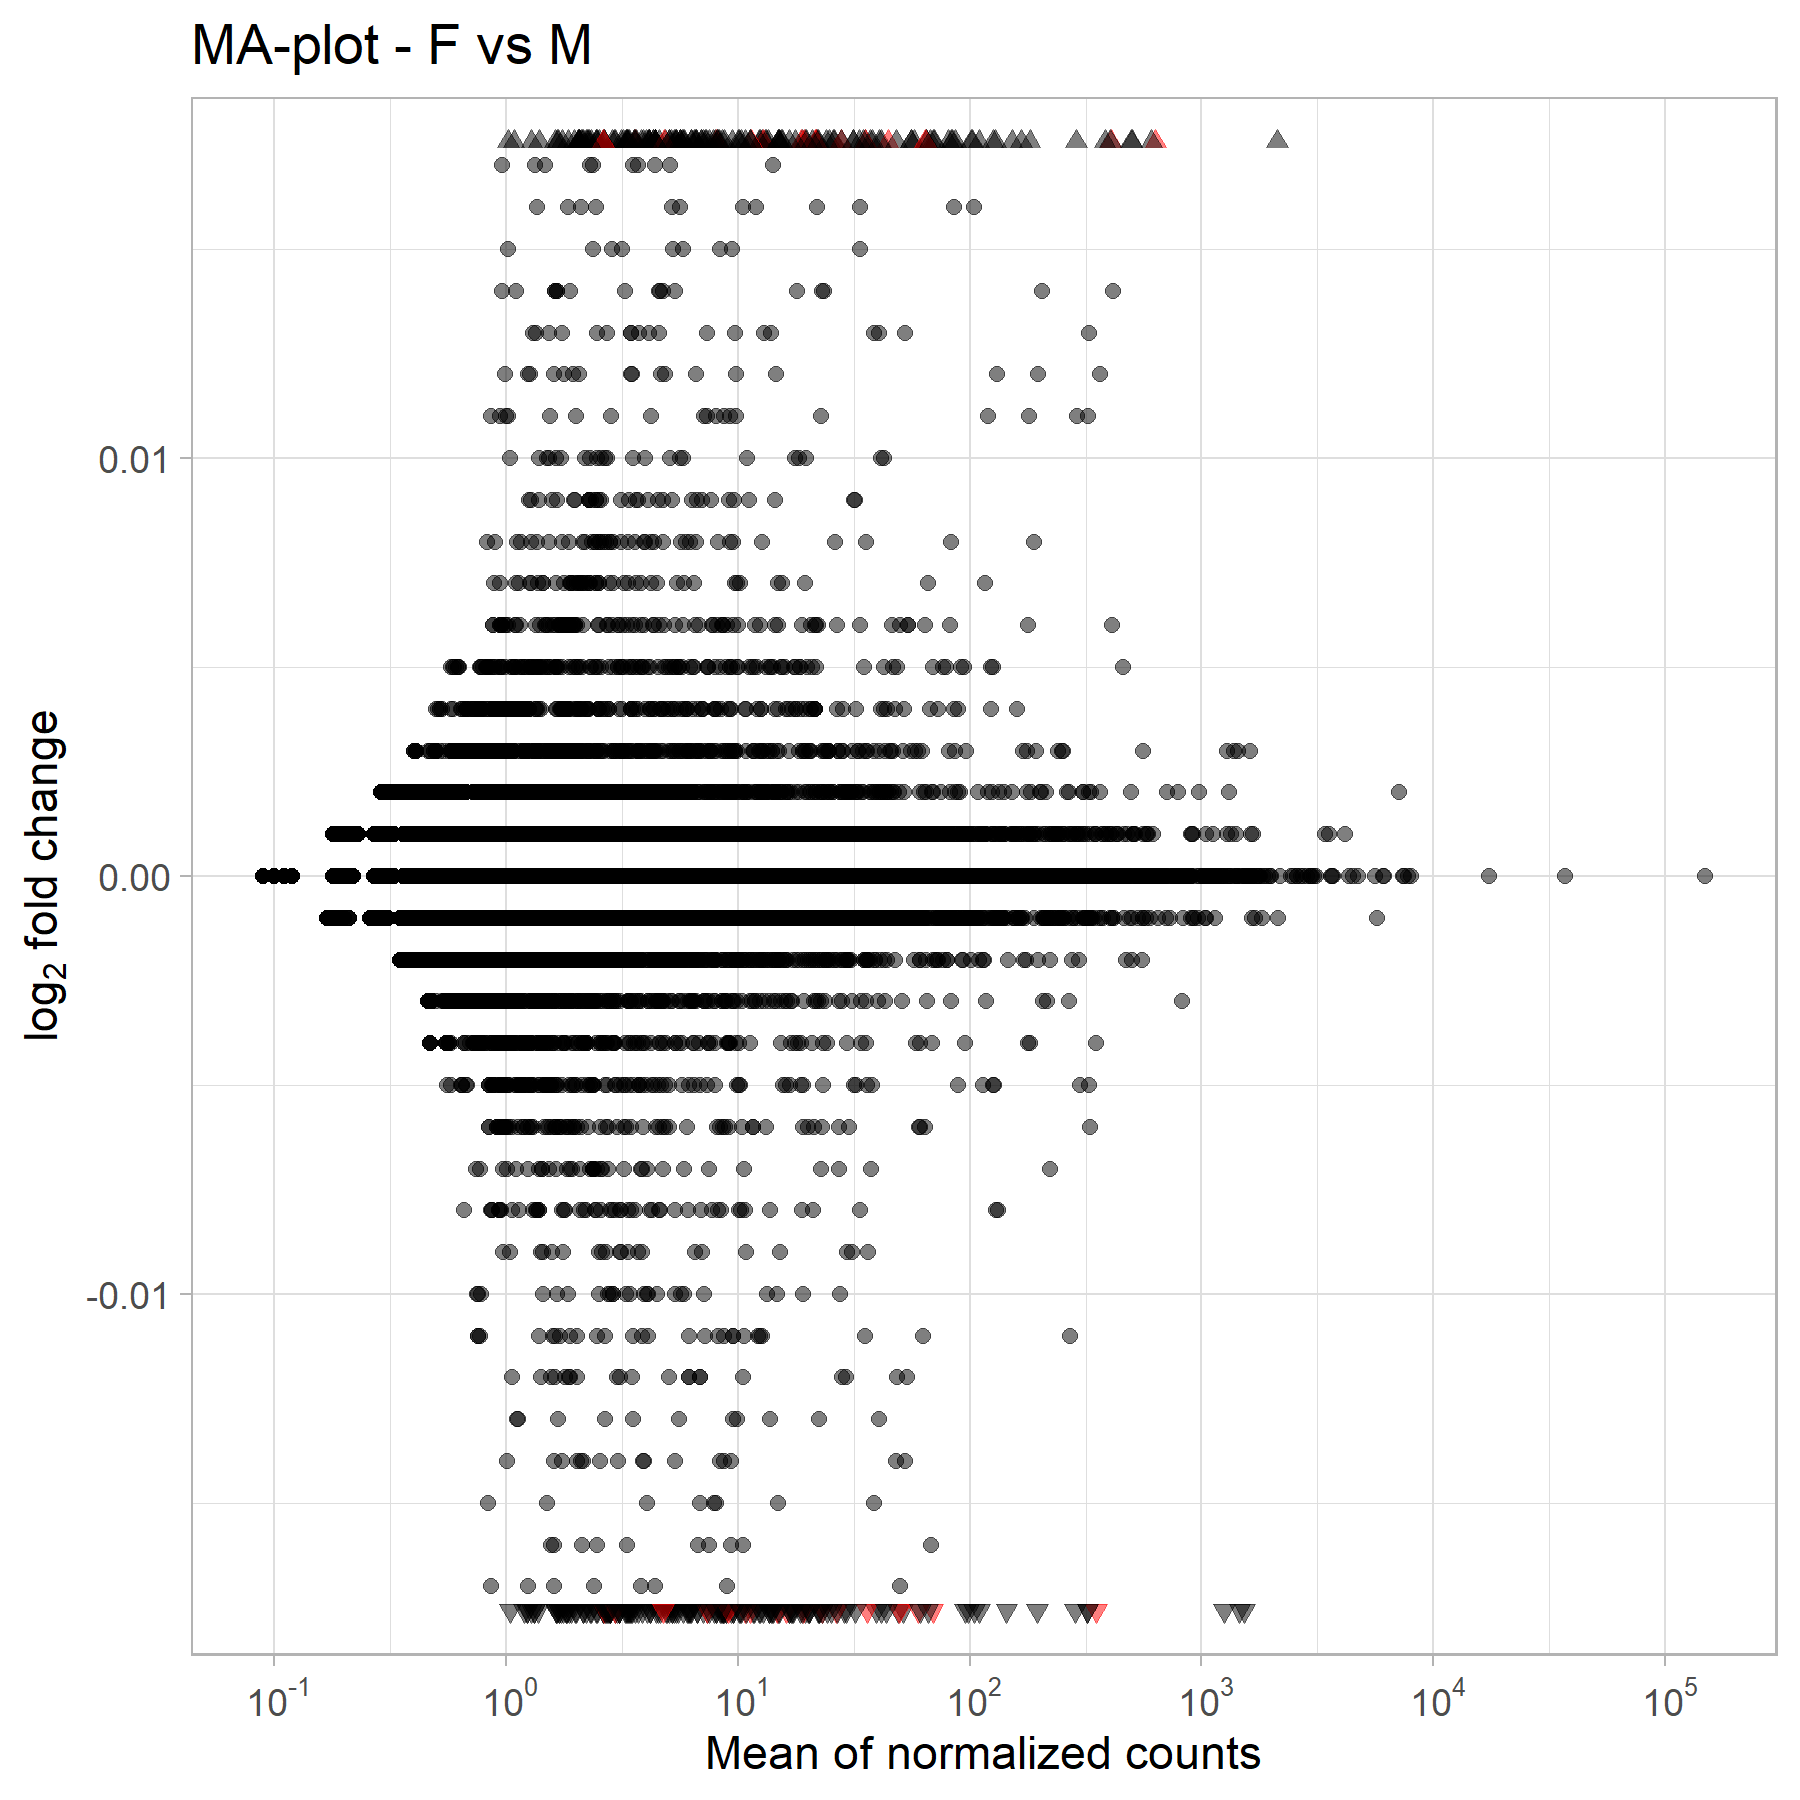 MA-plot - F vs M
log₂ fold change
0.01
0.00
-0.01
10⁻¹ 10⁰ 10¹ 10² 10³ 10⁴ 10⁵
Mean of normalized counts